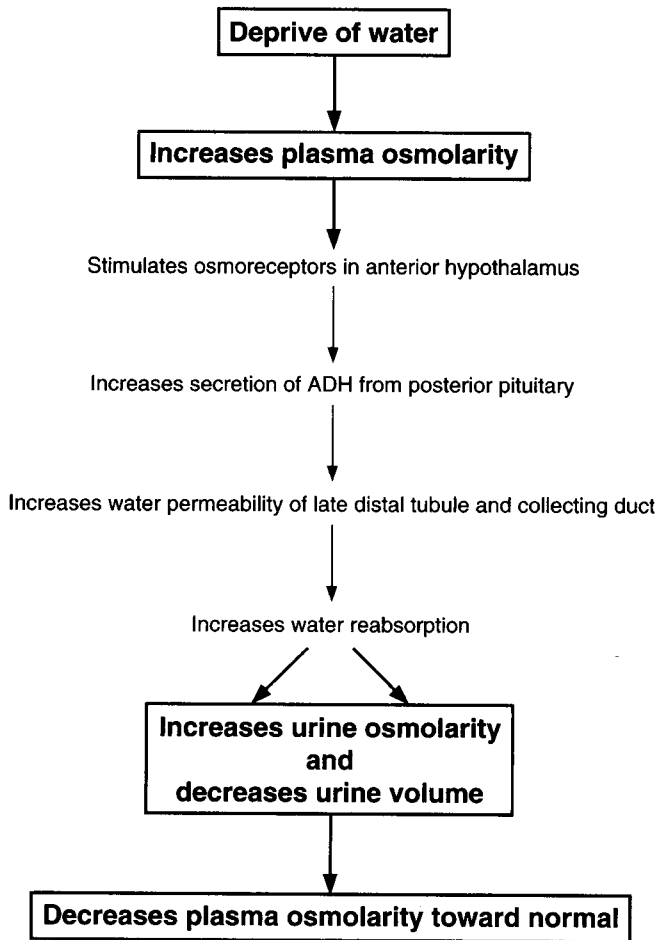 Deprive of water
Increases plasma osmolarity
Stimulates osmoreceptors in anterior hypothalamus
Increases secretion of ADH from posterior pituitary
Increases water permeability of late distal tubule and collecting duct
Increases water reabsorption
Increases urine osmolarity
and
decreases urine volume
Decreases plasma osmolarity toward normal